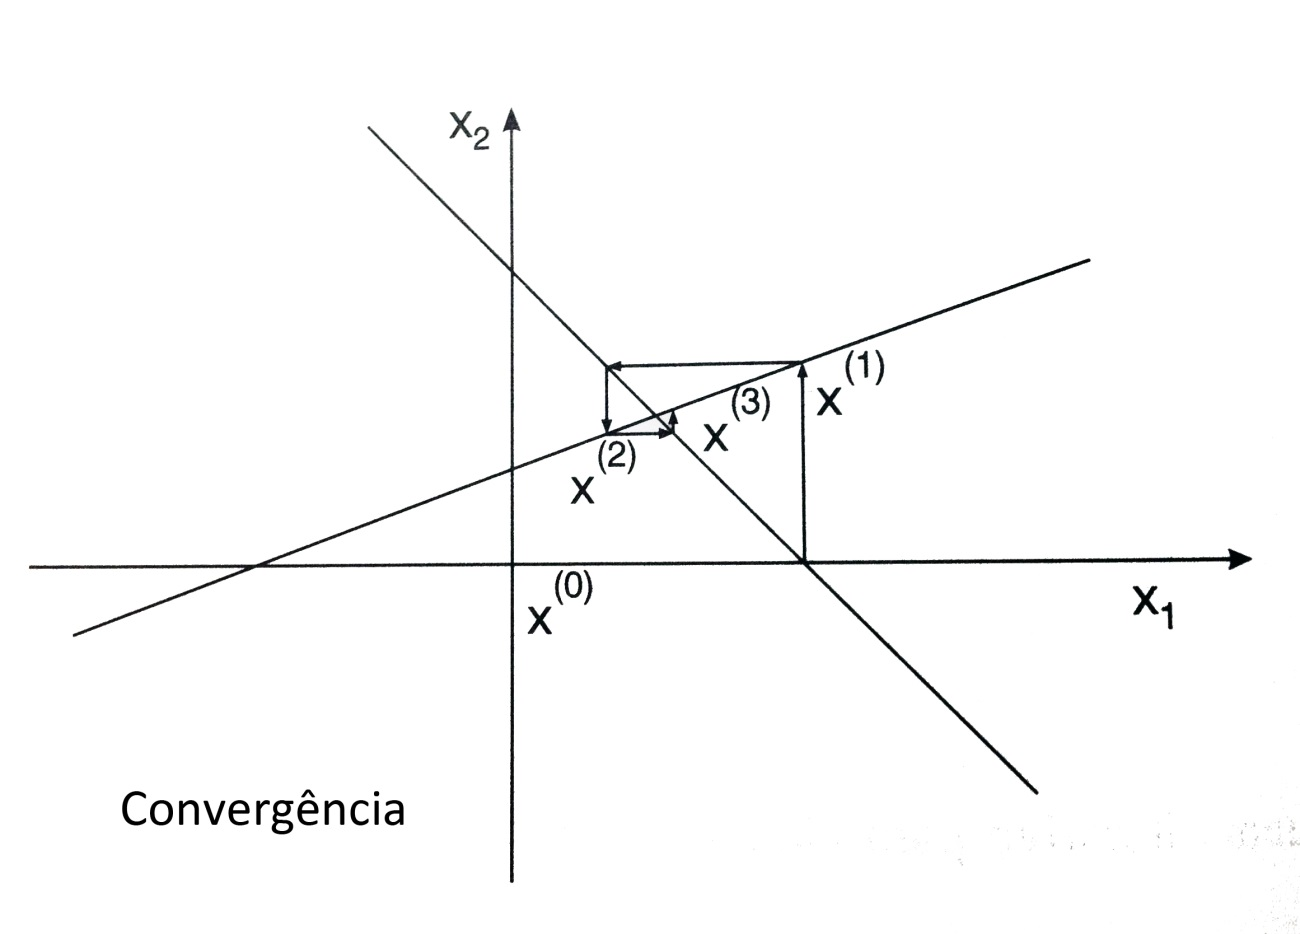 x₂
x⁽¹⁾
x⁽³⁾
x⁽²⁾
x⁽⁰⁾
x₁
Convergência